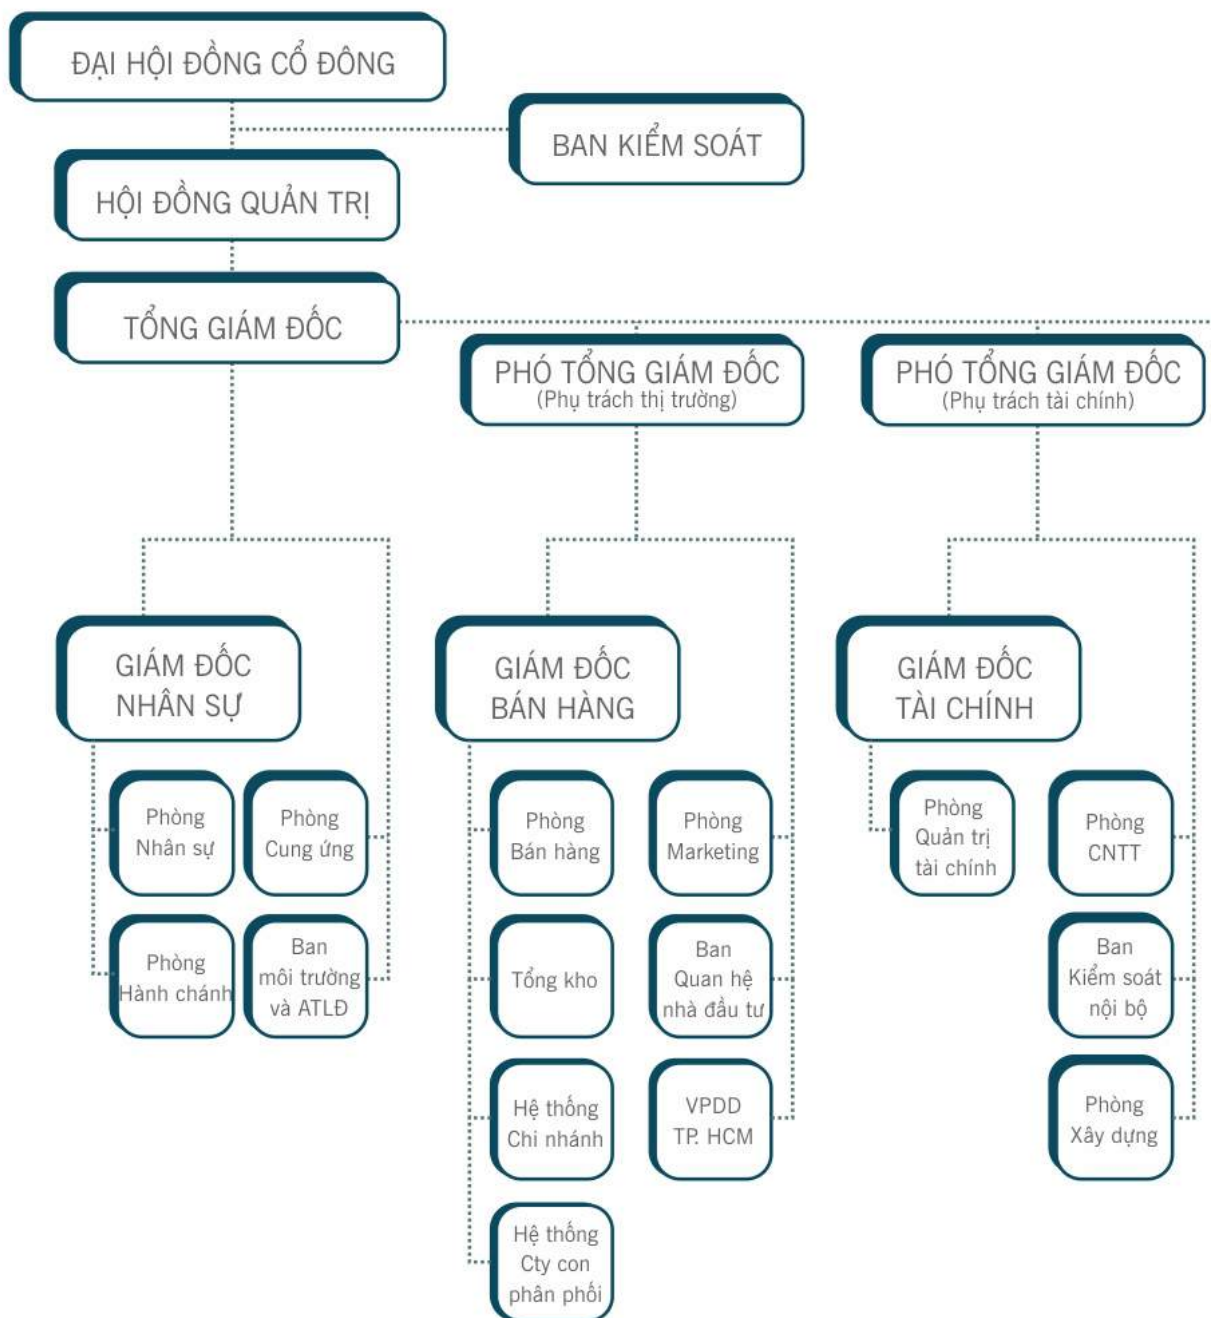 ĐẠI HỘI ĐỒNG CỔ ĐÔNG
BAN KIỂM SOÁT
HỘI ĐỒNG QUẢN TRỊ
TỔNG GIÁM ĐỐC
PHÓ TỔNG GIÁM ĐỐC
(Phụ trách thị trường)
PHÓ TỔNG GIÁM ĐỐC
(Phụ trách tài chính)
GIÁM ĐỐC
NHÂN SỰ
Phòng
Nhân sự
Phòng
Cung ứng
Phòng
Hành chánh
Ban
môi trường
và ATLĐ
GIÁM ĐỐC
BÁN HÀNG
Phòng
Bán hàng
Phòng
Marketing
Tổng kho
Ban
Quan hệ
nhà đầu tư
Hệ thống
Chi nhánh
VPDD
TP. HCM
Hệ thống
Cty con
phân phối
GIÁM ĐỐC
TÀI CHÍNH
Phòng
Quản trị
tài chính
Phòng
CNTT
Ban
Kiểm soát
nội bộ
Phòng
Xây dựng